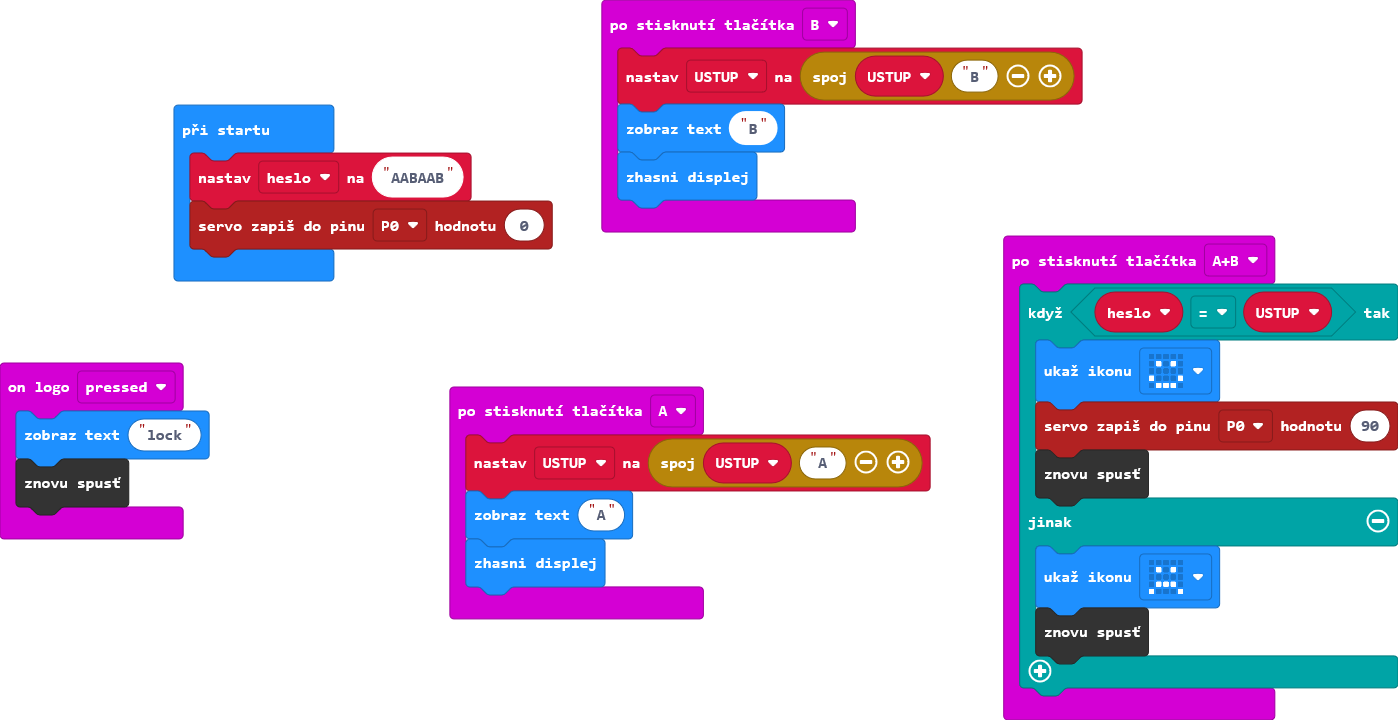 po stisknutí tlačítka B
nastav USTUP na spoj USTUP "B"
zobraz text "B"
zhasni displej
při startu
nastav heslo na "AABAAB"
servo zapiš do pinu P0 hodnotu 0
po stisknutí tlačítka A+B
když heslo = USTUP tak
ukaž ikonu
servo zapiš do pinu P0 hodnotu 90
znovu spusť
jinak
ukaž ikonu
znovu spusť
on logo pressed
zobraz text "lock"
znovu spusť
po stisknutí tlačítka A
nastav USTUP na spoj USTUP "A"
zobraz text "A"
zhasni displej